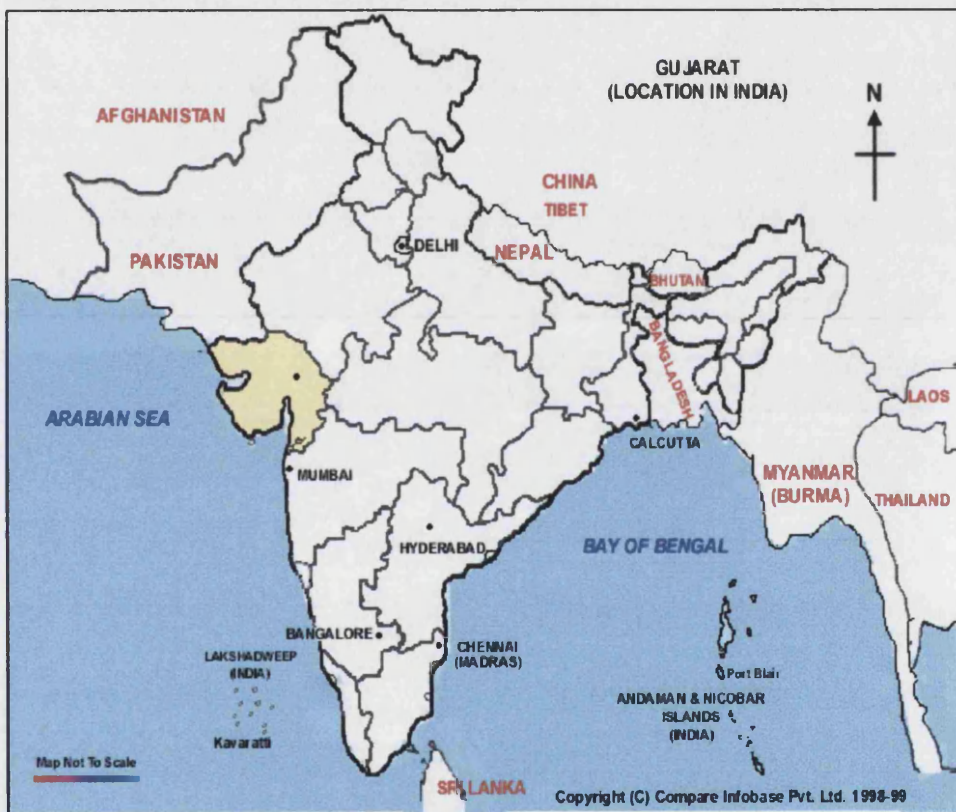 GUJARAT
(LOCATION IN INDIA)
N
AFGHANISTAN
CHINA
TIBET
DELHI
NEPAL
PAKISTAN
BHUTAN
BANGLADESH
LAOS
ARABIAN SEA
CALCUTTA
MUMBAI
MYANMAR
(BURMA)
THAILAND
HYDERABAD
BAY OF BENGAL
BANGALORE
CHENNAI
(MADRAS)
LAKSHADWEEP
(INDIA)
Port Blair
ANDAMAN & NICOBAR
ISLANDS
(INDIA)
Kavaratti
Map Not To Scale
SRI LANKA
Copyright (C) Compare Infobase Pvt. Ltd. 1998-99